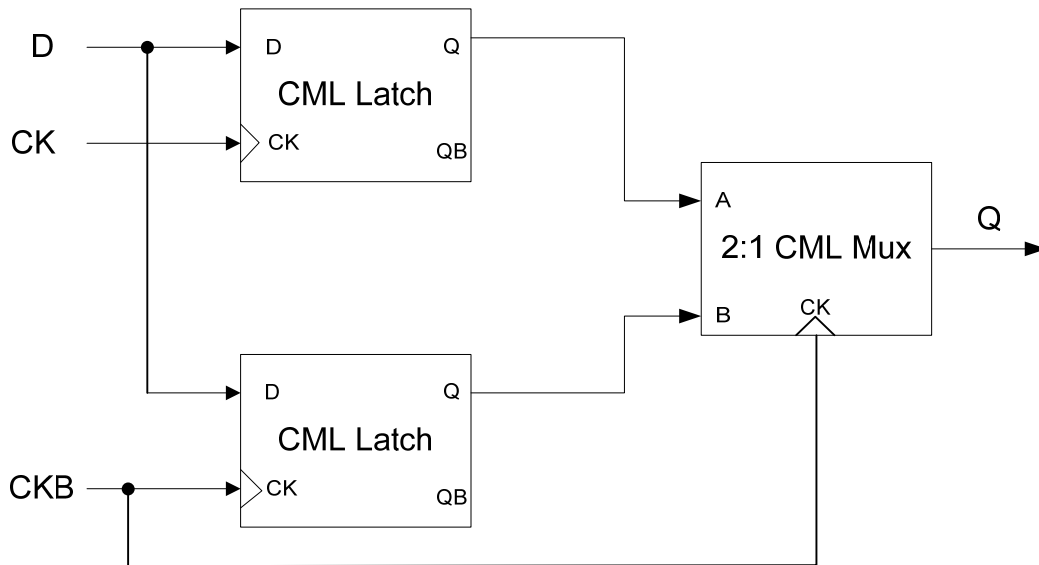 D
D
Q
CML Latch
CK
CK
QB
A
2:1 CML Mux
Q
B
CK
D
Q
CML Latch
CKB
CK
QB